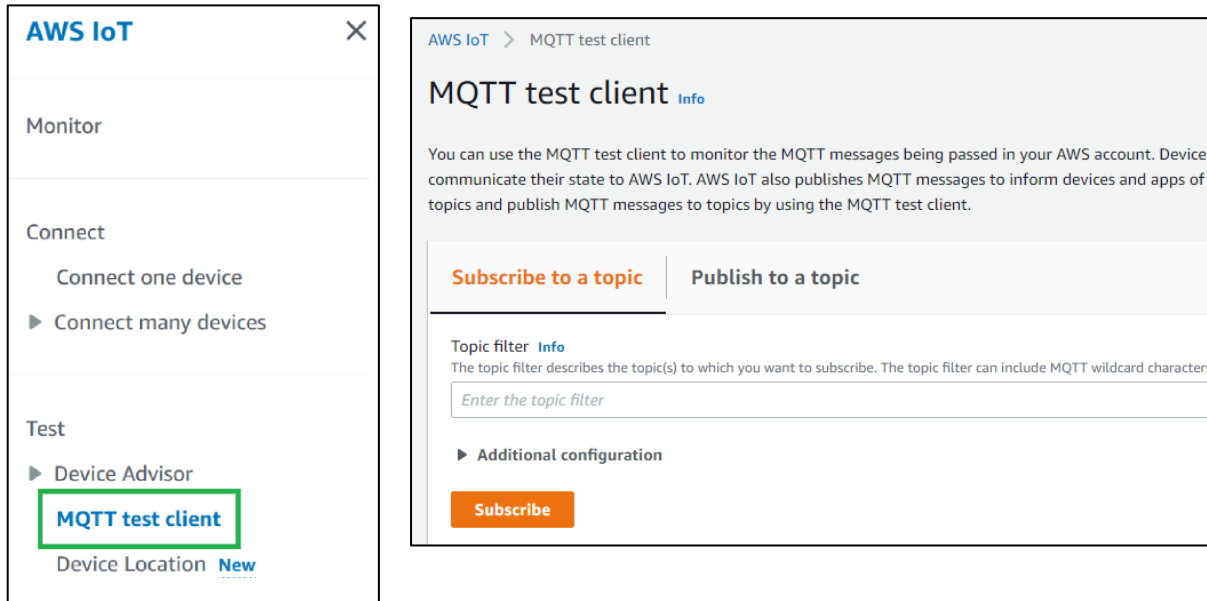 AWS IoT
Monitor
Connect
Connect one device
Connect many devices
Test
Device Advisor
MQTT test client
Device Location New
AWS IoT > MQTT test client
MQTT test client Info
You can use the MQTT test client to monitor the MQTT messages being passed in your AWS account. Device
communicate their state to AWS IoT. AWS IoT also publishes MQTT messages to inform devices and apps of
topics and publish MQTT messages to topics by using the MQTT test client.
Subscribe to a topic
Publish to a topic
Topic filter Info
The topic filter describes the topic(s) to which you want to subscribe. The topic filter can include MQTT wildcard characters
Enter the topic filter
Additional configuration
Subscribe